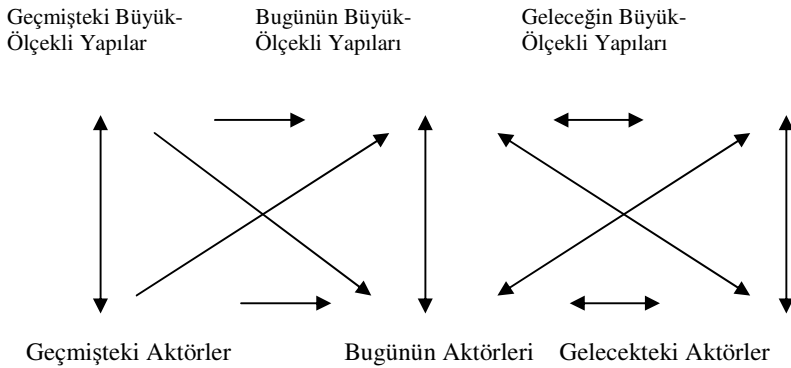 Geçmişteki Büyük-
Ölçekli Yapılar
Bugünün Büyük-
Ölçekli Yapıları
Geleceğin Büyük-
Ölçekli Yapıları
Geçmişteki Aktörler
Bugünün Aktörleri
Gelecekteki Aktörler